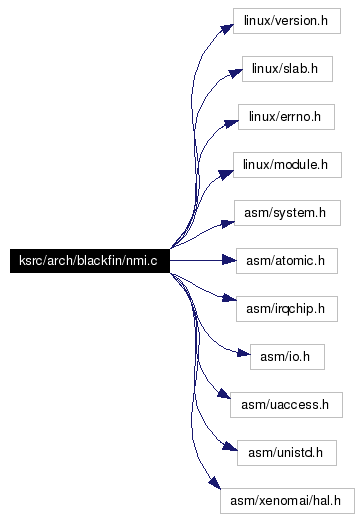 linux/version.h
linux/slab.h
linux/errno.h
linux/module.h
asm/system.h
ksrc/arch/blackfin/nmi.c
asm/atomic.h
asm/irqchip.h
asm/io.h
asm/uaccess.h
asm/unistd.h
asm/xenomai/hal.h